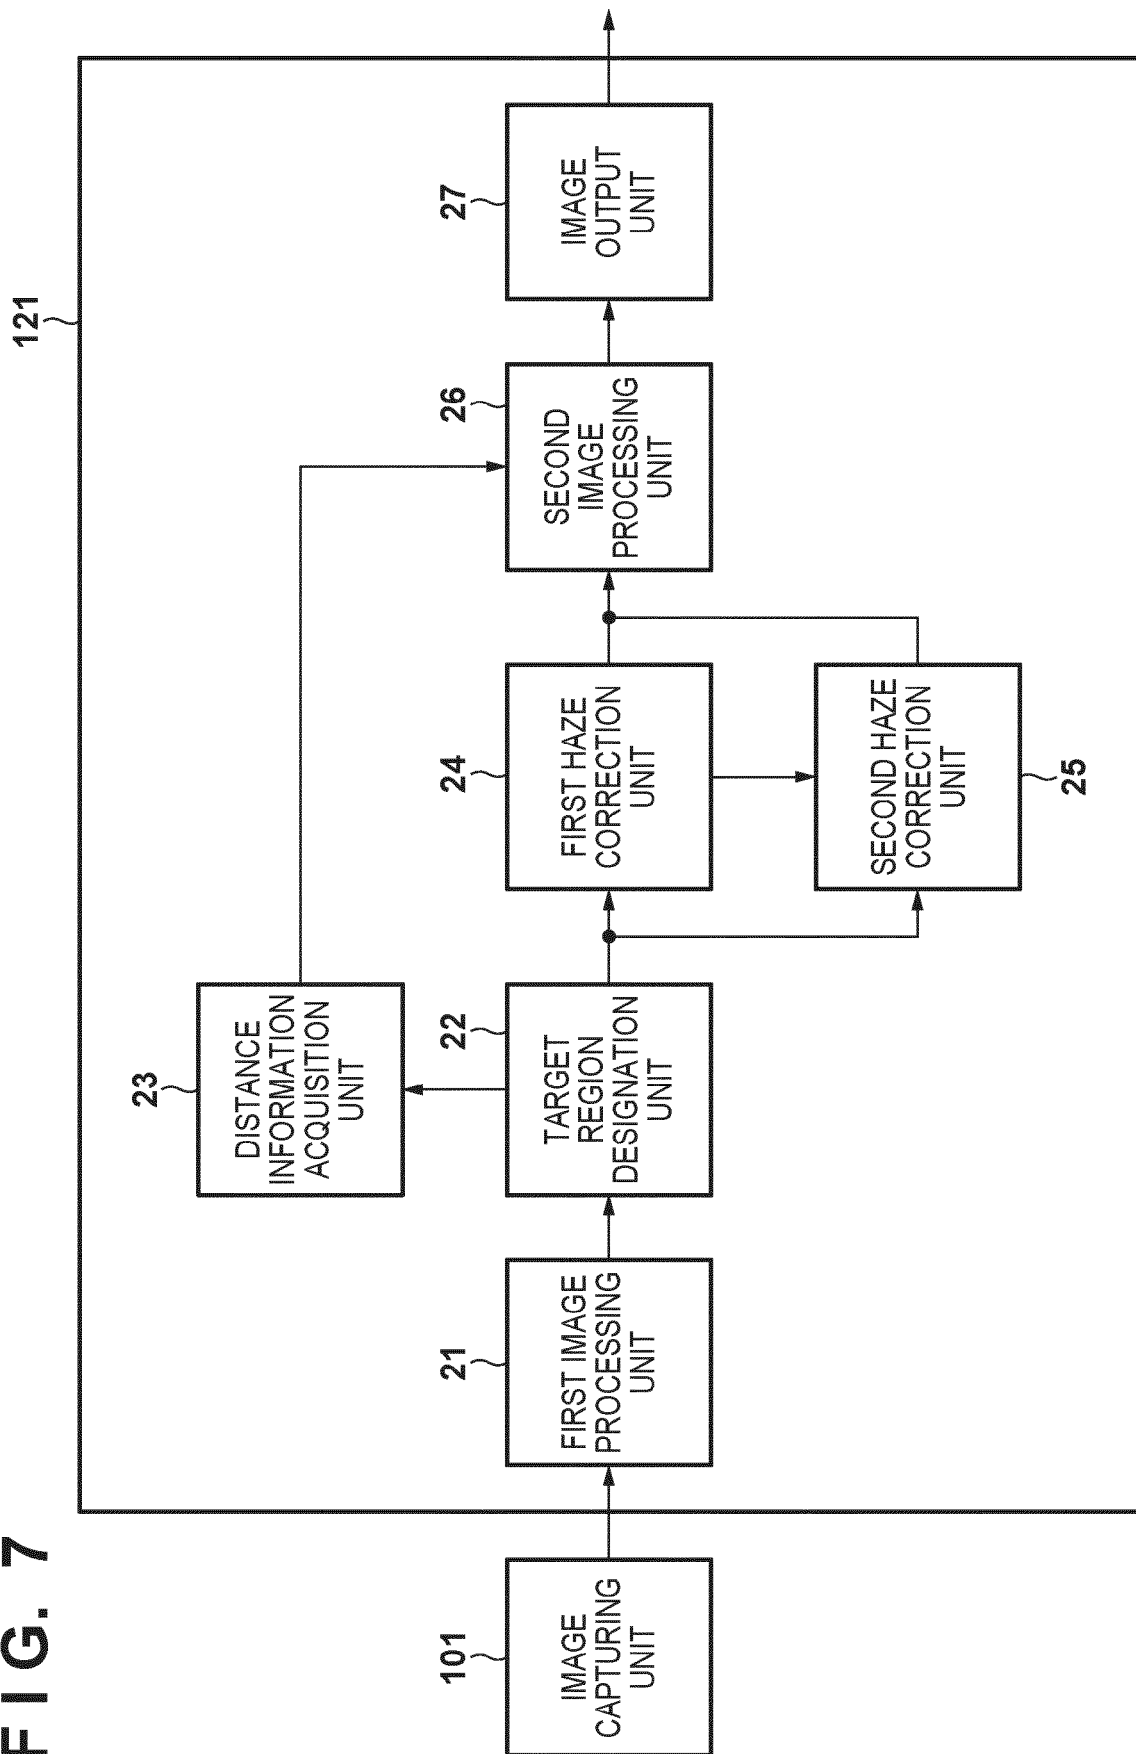 FIG. 7
121
101
IMAGE
CAPTURING
UNIT
21
FIRST IMAGE
PROCESSING
UNIT
23
DISTANCE
INFORMATION
ACQUISITION
UNIT
22
TARGET
REGION
DESIGNATION
UNIT
24
FIRST HAZE
CORRECTION
UNIT
SECOND HAZE
CORRECTION
UNIT
25
26
SECOND
IMAGE
PROCESSING
UNIT
27
IMAGE
OUTPUT
UNIT